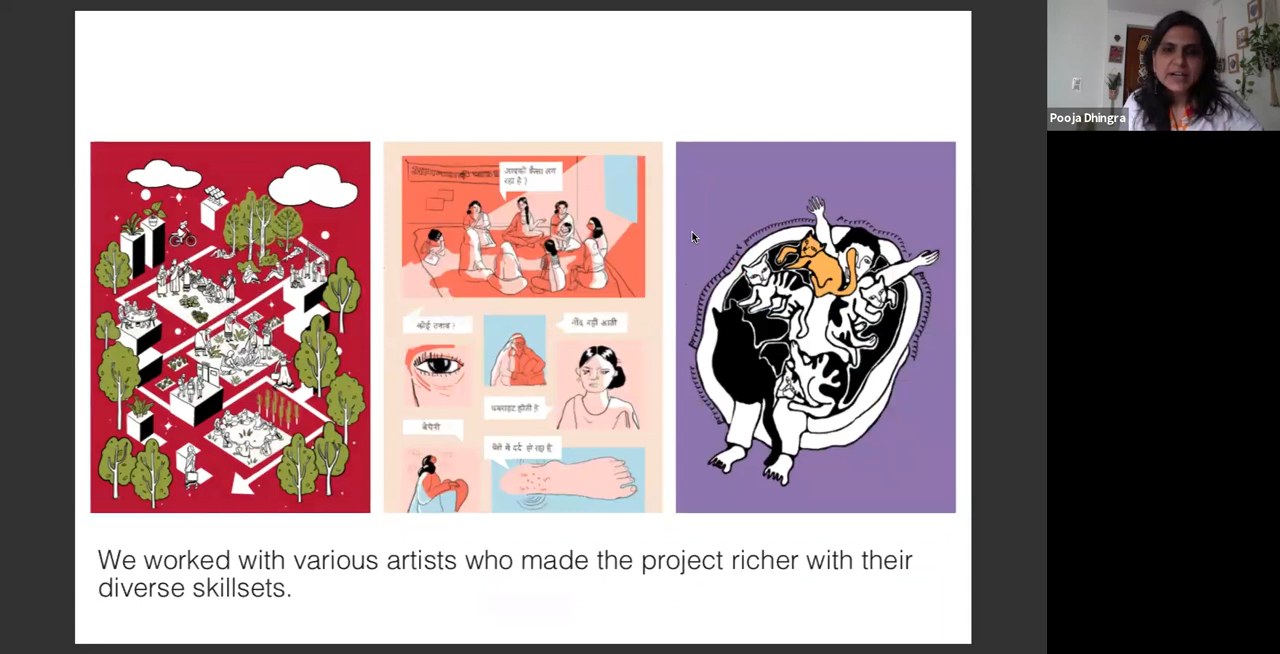 Pooja Dhingra
आपको कैसा लग
रहा है?
कोई तनाव?
नींद नहीं आती
घबराहट होती है
बेचैनी
पैरों में दर्द हो रहा है
We worked with various artists who made the project richer with their
diverse skillsets.